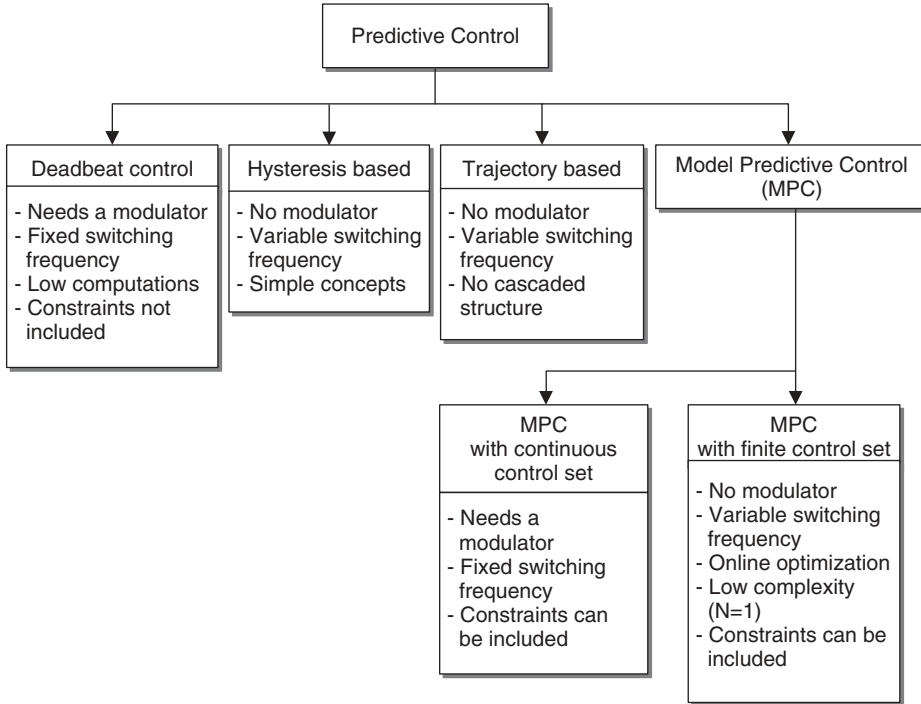 Predictive Control
Deadbeat control
- Needs a modulator
- Fixed switching
frequency
- Low computations
- Constraints not
included
Hysteresis based
- No modulator
- Variable switching
frequency
- Simple concepts
Trajectory based
- No modulator
- Variable switching
frequency
- No cascaded
structure
Model Predictive Control
(MPC)
MPC
with continuous
control set
- Needs a
modulator
- Fixed switching
frequency
- Constraints can
be included
MPC
with finite control set
- No modulator
- Variable switching
frequency
- Online optimization
- Low complexity
(N=1)
- Constraints can be
included